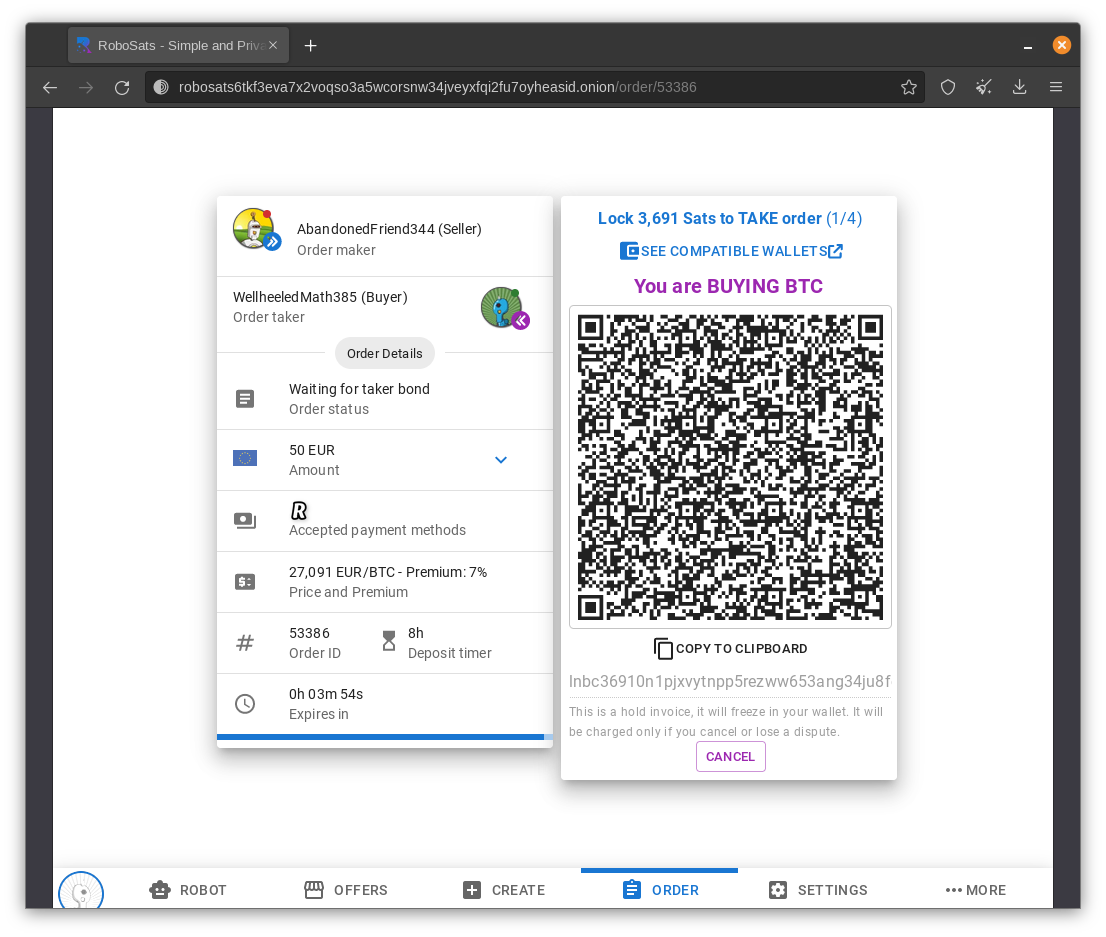 RoboSats - Simple and Priva
robosats6tkf3eva7x2voqso3a5wcorsnw34jveyxfqi2fu7oyheasid.onion/order/53386
AbandonedFriend344 (Seller)
Order maker
WellheeledMath385 (Buyer)
Order taker
Order Details
Waiting for taker bond
Order status
50 EUR
Amount
R
Accepted payment methods
27,091 EUR/BTC - Premium: 7%
Price and Premium
53386
Order ID
8h
Deposit timer
0h 03m 54s
Expires in
Lock 3,691 Sats to TAKE order (1/4)
SEE COMPATIBLE WALLETS
You are BUYING BTC
COPY TO CLIPBOARD
lnbc36910n1pjxvytnpp5rezww653ang34ju8f
This is a hold invoice, it will freeze in your wallet. It will
be charged only if you cancel or lose a dispute.
CANCEL
ROBOT
OFFERS
CREATE
ORDER
SETTINGS
MORE